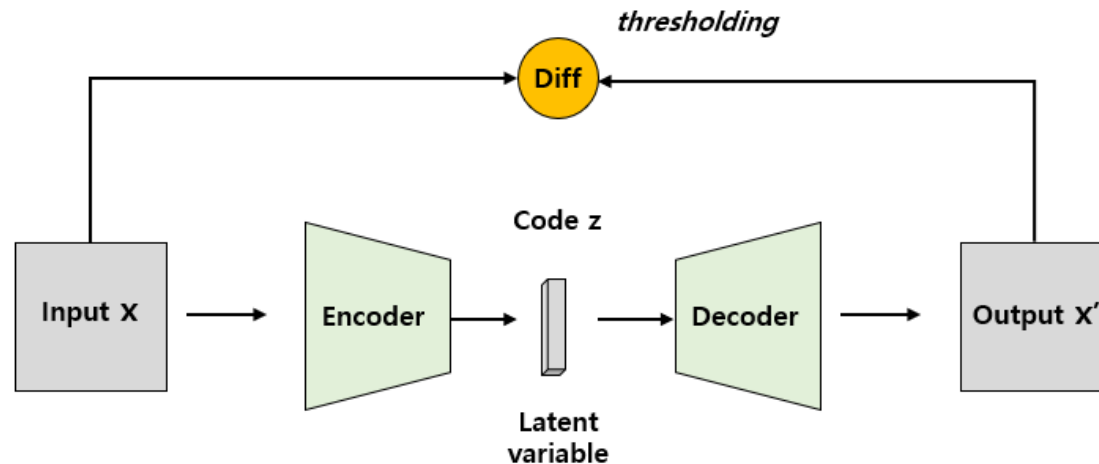 thresholding
Diff
Code z
Input X
Encoder
Decoder
Output X'
Latent
variable